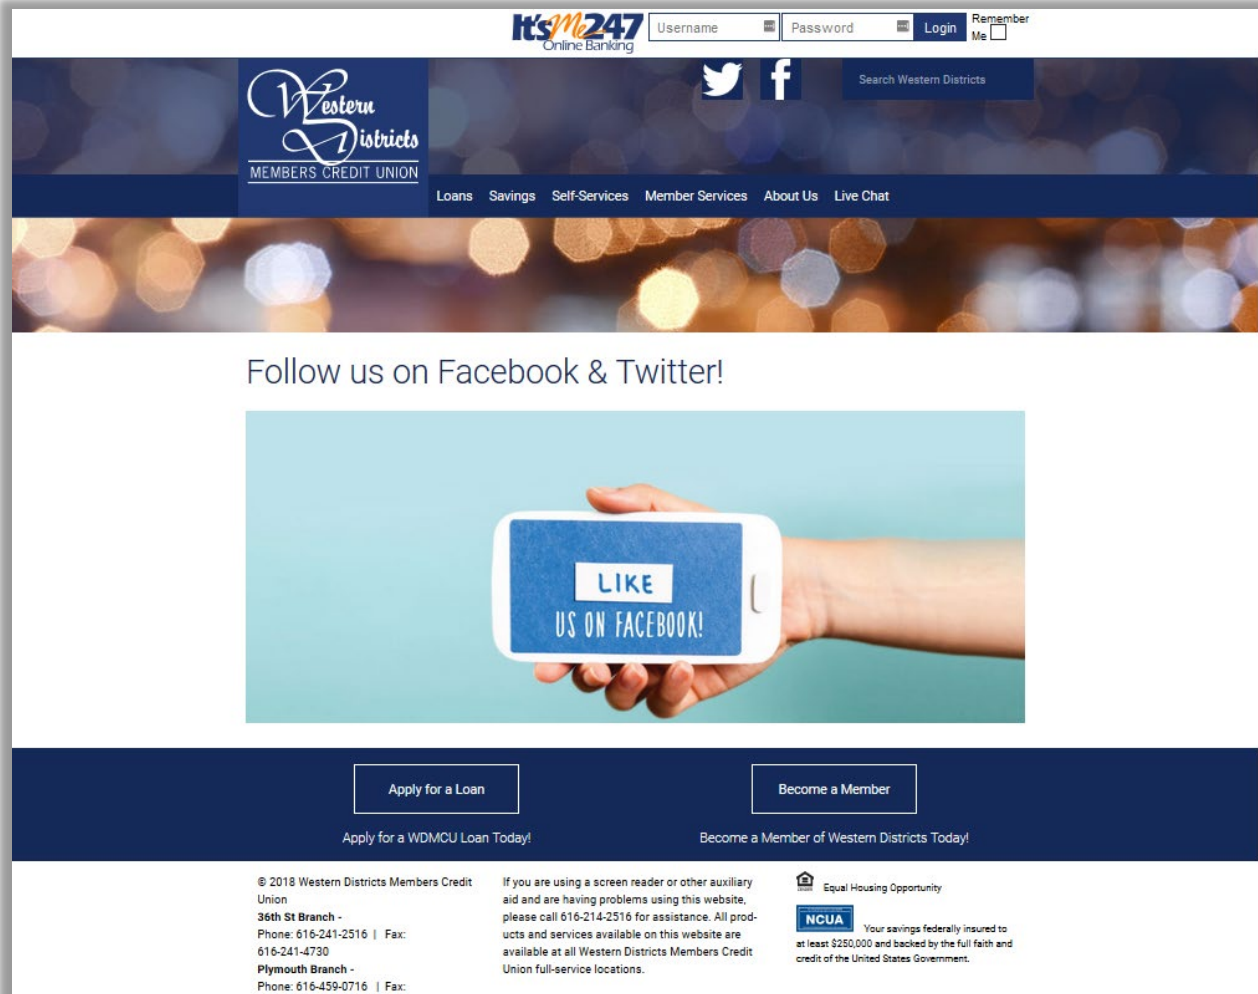 It'sMe247
Online Banking
Username
Password
Login
Remember
Me
Western
Districts
MEMBERS CREDIT UNION
Search Western Districts
Loans Savings Self-Services Member Services About Us Live Chat
Follow us on Facebook & Twitter!
LIKE
US ON FACEBOOK!
Apply for a Loan
Become a Member
Apply for a WDMCU Loan Today!
Become a Member of Western Districts Today!
© 2018 Western Districts Members Credit
Union
36th St Branch -
Phone: 616-241-2516 | Fax:
616-241-4730
Plymouth Branch -
Phone: 616-459-0716 | Fax:
If you are using a screen reader or other auxiliary
aid and are having problems using this website,
please call 616-214-2516 for assistance. All prod-
ucts and services available on this website are
available at all Western Districts Members Credit
Union full-service locations.
Equal Housing Opportunity
NCUA
Your savings federally insured to
at least $250,000 and backed by the full faith and
credit of the United States Government.